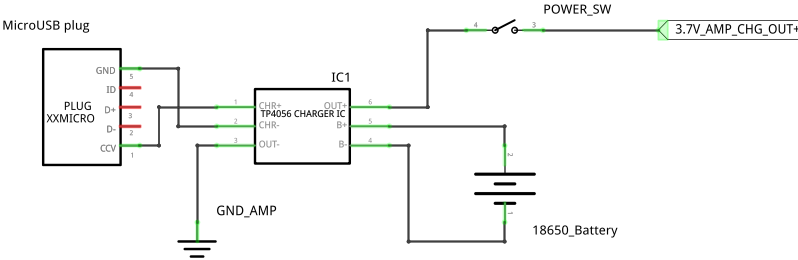 POWER_SW
MicroUSB plug
4
3
3.7V_AMP_CHG_OUT+
IC1
GND
5
ID
4
PLUG
XXMICRO
D+
3
D-
2
CCV
1
1
CHR+
OUT+
6
TP4056 CHARGER IC
2
CHR-
B+
5
3
OUT-
B-
4
2
1
GND_AMP
18650_Battery